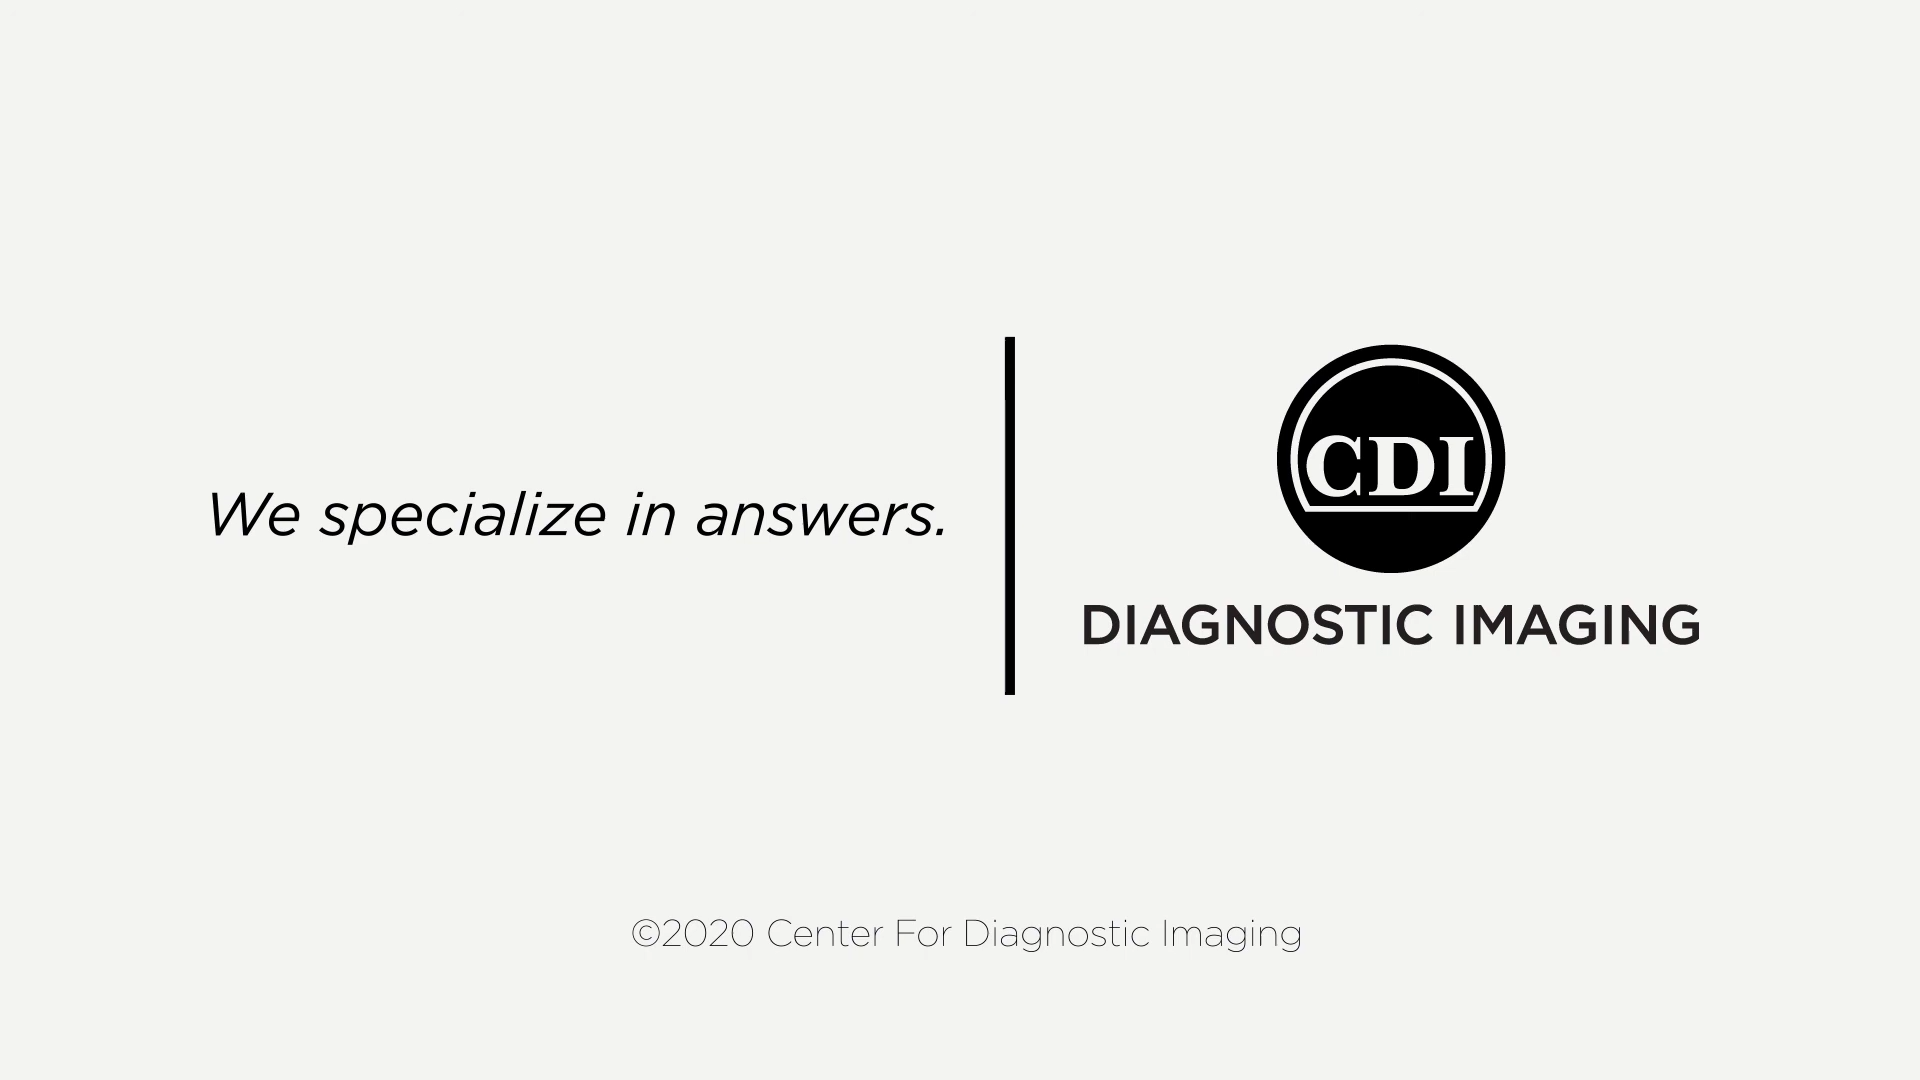 We specialize in answers.
CDI
DIAGNOSTIC IMAGING
©2020 Center For Diagnostic Imaging